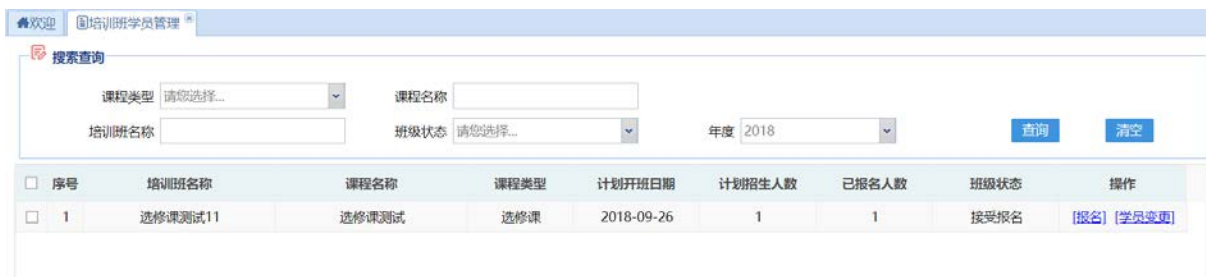 欢迎 培训班学员管理
搜索查询
课程类型 请您选择... 课程名称
培训班名称 班级状态 请您选择... 年度 2018 查询 清空
序号 培训班名称 课程名称 课程类型 计划开班日期 计划招生人数 已报名人数 班级状态 操作
1 选修课测试11 选修课测试 选修课 2018-09-26 1 1 接受报名 [报名] [学员变更]